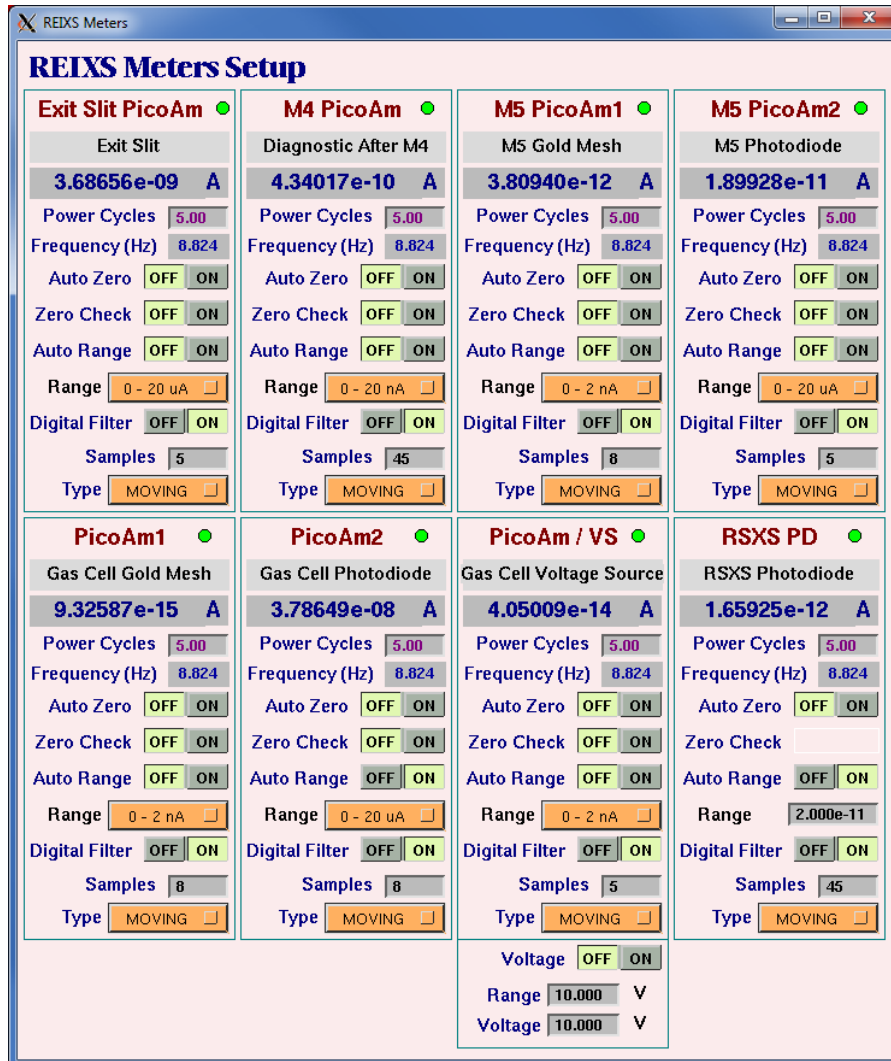 REIXS Meters
REIXS Meters Setup
Exit Slit PicoAm
Exit Slit
3.68656e-09 A
Power Cycles 5.00
Frequency (Hz) 8.824
Auto Zero OFF ON
Zero Check OFF ON
Auto Range OFF ON
Range 0 - 20 uA
Digital Filter OFF ON
Samples 5
Type MOVING
M4 PicoAm
Diagnostic After M4
4.34017e-10 A
Power Cycles 5.00
Frequency (Hz) 8.824
Auto Zero OFF ON
Zero Check OFF ON
Auto Range OFF ON
Range 0 - 20 nA
Digital Filter OFF ON
Samples 45
Type MOVING
M5 PicoAm1
M5 Gold Mesh
3.80940e-12 A
Power Cycles 5.00
Frequency (Hz) 8.824
Auto Zero OFF ON
Zero Check OFF ON
Auto Range OFF ON
Range 0 - 2 nA
Digital Filter OFF ON
Samples 8
Type MOVING
M5 PicoAm2
M5 Photodiode
1.89928e-11 A
Power Cycles 5.00
Frequency (Hz) 8.824
Auto Zero OFF ON
Zero Check OFF ON
Auto Range OFF ON
Range 0 - 20 uA
Digital Filter OFF ON
Samples 5
Type MOVING
PicoAm1
Gas Cell Gold Mesh
9.32587e-15 A
Power Cycles 5.00
Frequency (Hz) 8.824
Auto Zero OFF ON
Zero Check OFF ON
Auto Range OFF ON
Range 0 - 2 nA
Digital Filter OFF ON
Samples 8
Type MOVING
PicoAm2
Gas Cell Photodiode
3.78649e-08 A
Power Cycles 5.00
Frequency (Hz) 8.824
Auto Zero OFF ON
Zero Check OFF ON
Auto Range OFF ON
Range 0 - 20 uA
Digital Filter OFF ON
Samples 8
Type MOVING
PicoAm / VS
Gas Cell Voltage Source
4.05009e-14 A
Power Cycles 5.00
Frequency (Hz) 8.824
Auto Zero OFF ON
Zero Check OFF ON
Auto Range OFF ON
Range 0 - 2 nA
Digital Filter OFF ON
Samples 5
Type MOVING
Voltage OFF ON
Range 10.000 V
Voltage 10.000 V
RSXS PD
RSXS Photodiode
1.65925e-12 A
Power Cycles 5.00
Frequency (Hz) 8.824
Auto Zero OFF ON
Zero Check
Auto Range OFF ON
Range 2.000e-11
Digital Filter OFF ON
Samples 45
Type MOVING